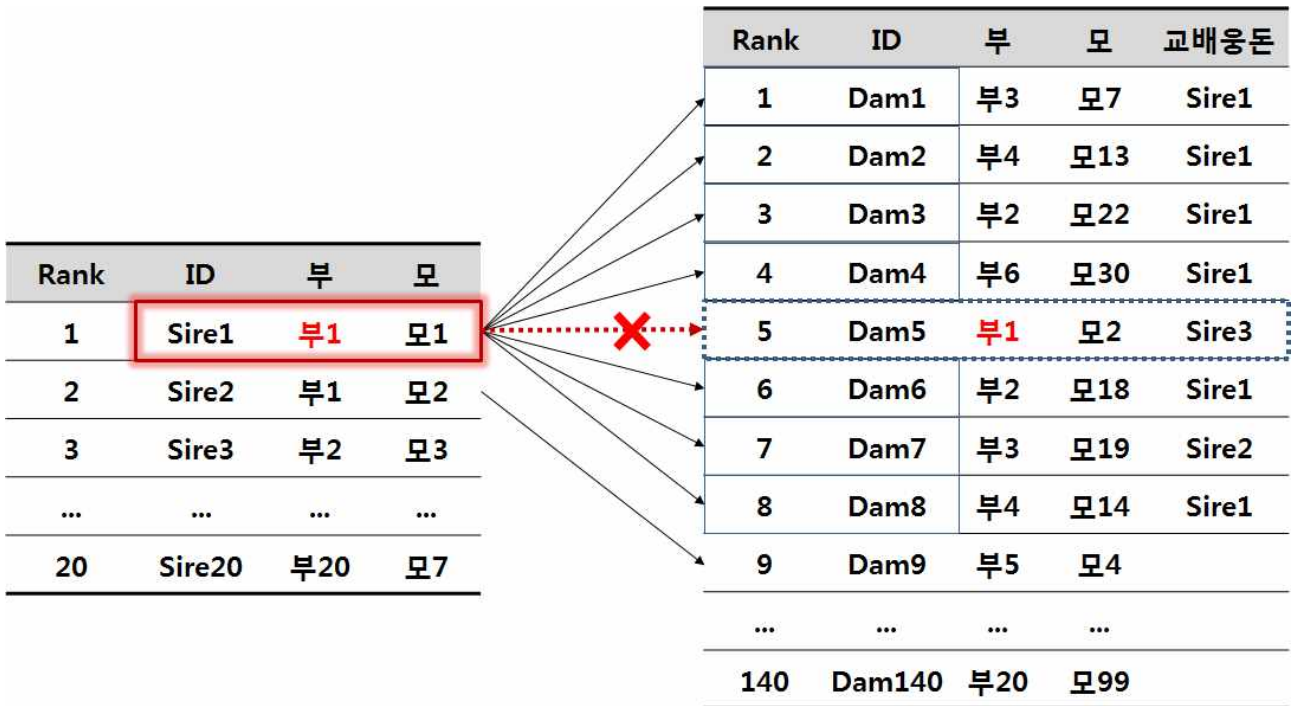 Rank ID 부 모
1 Sire1 부1 모1
2 Sire2 부1 모2
3 Sire3 부2 모3
... ... ... ...
20 Sire20 부20 모7
Rank ID 부 모 교배웅돈
1 Dam1 부3 모7 Sire1
2 Dam2 부4 모13 Sire1
3 Dam3 부2 모22 Sire1
4 Dam4 부6 모30 Sire1
5 Dam5 부1 모2 Sire3
6 Dam6 부2 모18 Sire1
7 Dam7 부3 모19 Sire2
8 Dam8 부4 모14 Sire1
9 Dam9 부5 모4
... ... ... ...
140 Dam140 부20 모99